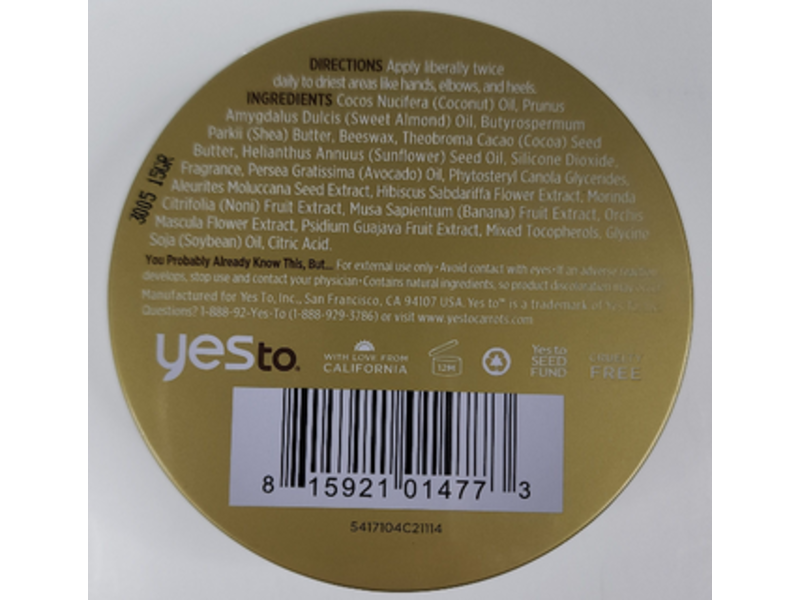 DIRECTIONS Apply liberally twice
daily to driest areas like hands, elbows, and heels.
INGREDIENTS Cocos Nucifera (Coconut) Oil, Prunus
Amygdalus Dulcis (Sweet Almond) Oil, Butyrospermum
Parkii (Shea) Butter, Beeswax, Theobroma Cacao (Cocoa) Seed
Butter, Helianthus Annuus (Sunflower) Seed Oil, Silicone Dioxide,
Fragrance, Persea Gratissima (Avocado) Oil, Phytosteryl Canola Glycerides,
Aleurites Moluccana Seed Extract, Hibiscus Sabdariffa Flower Extract, Morinda
Citrifolia (Noni) Fruit Extract, Musa Sapientum (Banana) Fruit Extract, Orchis
Mascula Flower Extract, Psidium Guajava Fruit Extract, Mixed Tocopherols, Glycine
Soja (Soybean) Oil, Citric Acid.
3005 15GR
You Probably Already Know This, But... For external use only • Avoid contact with eyes • If an adverse reaction
develops, stop use and contact your physician • Contains natural ingredients, so product discoloration may
Manufactured for Yes To, Inc., San Francisco, CA 94107 USA. Yes to™ is a trademark of Yes To, Inc.
Questions? 1-888-92-Yes-To (1-888-929-3786) or visit www.yestocarrots.com
yesto.
WITH LOVE FROM
CALIFORNIA
12M
Yes to
SEED
FUND
CRUELTY
FREE
8 15921 01477 3
5417104C21114